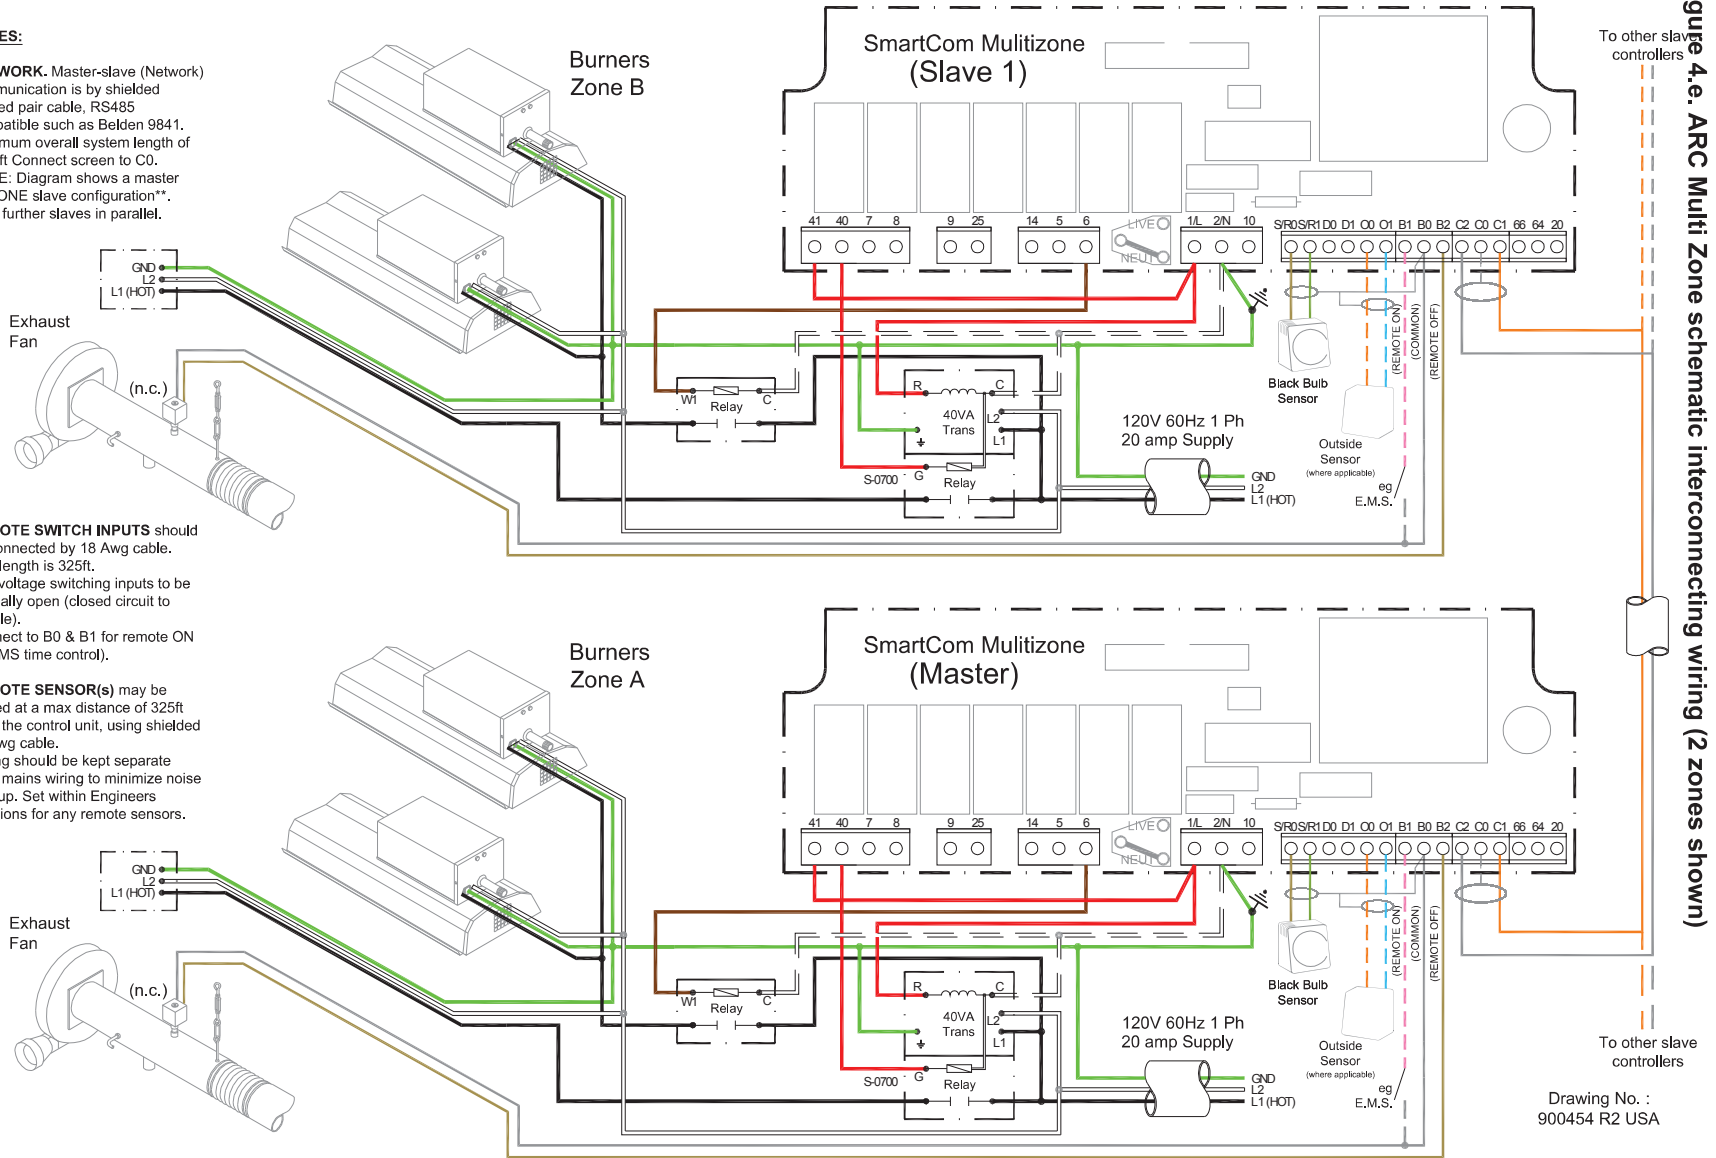 ES:
WORK. Master-slave (Network)
munication is by shielded
ed pair cable, RS485
patible such as Belden 9841.
mum overall system length of
ft Connect screen to C0.
E: Diagram shows a master
ONE slave configuration**.
further slaves in parallel.
Burners
Zone B
SmartCom Mulitizone
(Slave 1)
To other slave
controllers
gure 4.e. ARC Multi Zone schematic interconnecting wiring (2 zones shown)
41 40 7 8
9 25
14 5 6
LIVE
NEUT
1/L 2/N 10
S/R0 S/R1 D0 D1 O0 O1 B1 B0 B2 C2 C0 C1 66 64 20
GND
L2
L1 (HOT)
Exhaust
Fan
(n.c.)
W1 C
Relay
R C
40VA
Trans
L2
L1
S-0700 G
Relay
120V 60Hz 1 Ph
20 amp Supply
GND
L2
L1 (HOT)
Black Bulb
Sensor
Outside
Sensor
(where applicable)
(REMOTE ON)
(COMMON)
(REMOTE OFF)
eg
E.M.S.
OTE SWITCH INPUTS should
onnected by 18 Awg cable.
length is 325ft.
voltage switching inputs to be
ally open (closed circuit to
le).
nect to B0 & B1 for remote ON
MS time control).
OTE SENSOR(s) may be
ed at a max distance of 325ft
the control unit, using shielded
wg cable.
ng should be kept separate
mains wiring to minimize noise
up. Set within Engineers
ions for any remote sensors.
Burners
Zone A
SmartCom Mulitizone
(Master)
41 40 7 8
9 25
14 5 6
LIVE
NEUT
1/L 2/N 10
S/R0 S/R1 D0 D1 O0 O1 B1 B0 B2 C2 C0 C1 66 64 20
GND
L2
L1 (HOT)
Exhaust
Fan
(n.c.)
W1 C
Relay
R C
40VA
Trans
L2
L1
S-0700 G
Relay
120V 60Hz 1 Ph
20 amp Supply
GND
L2
L1 (HOT)
Black Bulb
Sensor
Outside
Sensor
(where applicable)
(REMOTE ON)
(COMMON)
(REMOTE OFF)
eg
E.M.S.
To other slave
controllers
Drawing No. :
900454 R2 USA